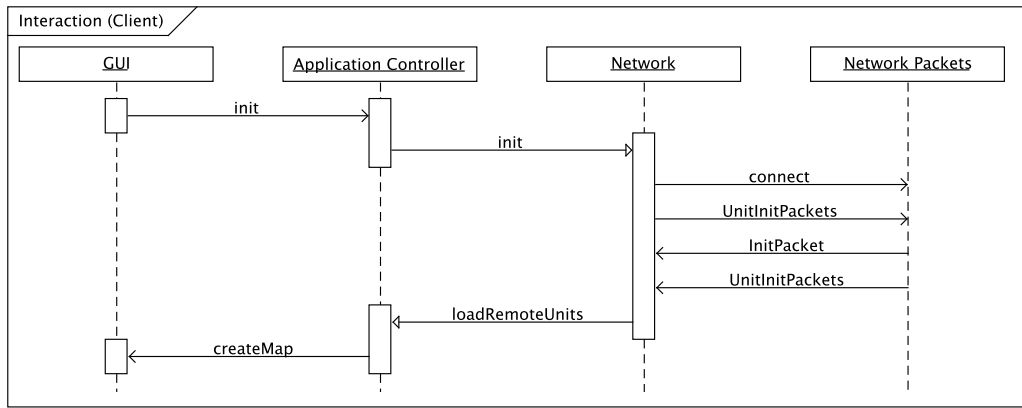 Interaction (Client)
GUI
Application Controller
Network
Network Packets
init
init
connect
UnitInitPackets
InitPacket
UnitInitPackets
loadRemoteUnits
createMap